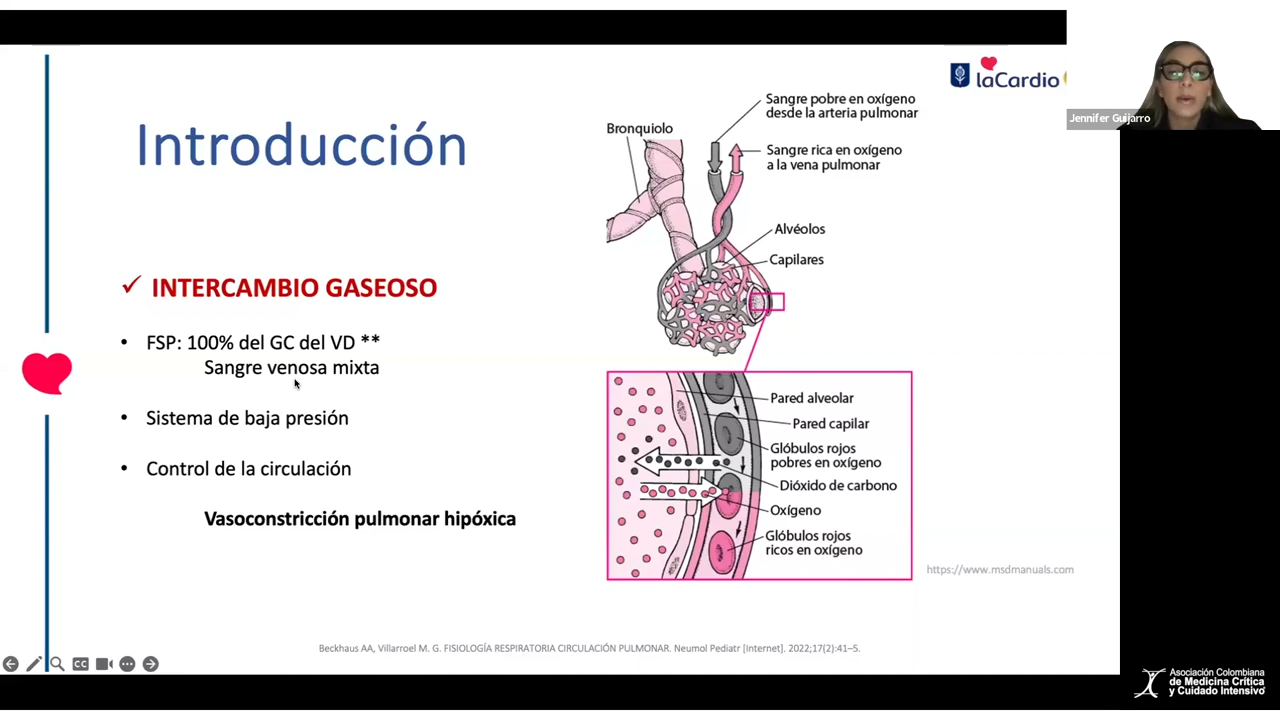 laCardio
Jennifer Guijarro
Introducción
✓ INTERCAMBIO GASEOSO
• FSP: 100% del GC del VD **
Sangre venosa mixta
• Sistema de baja presión
• Control de la circulación
Vasoconstricción pulmonar hipóxica
Sangre pobre en oxígeno
desde la arteria pulmonar
Bronquiolo
Sangre rica en oxígeno
a la vena pulmonar
Alvéolos
Capilares
Pared alveolar
Pared capilar
Glóbulos rojos
pobres en oxígeno
Dióxido de carbono
Oxígeno
Glóbulos rojos
ricos en oxígeno
https://www.msdmanuals.com
Beckhaus AA, Villarroel M. G. FISIOLOGÍA RESPIRATORIA CIRCULACIÓN PULMONAR. Neumol Pediatr [Internet]. 2022;17(2):41–5.
CC
Asociación Colombiana
de Medicina Crítica
y Cuidado Intensivo